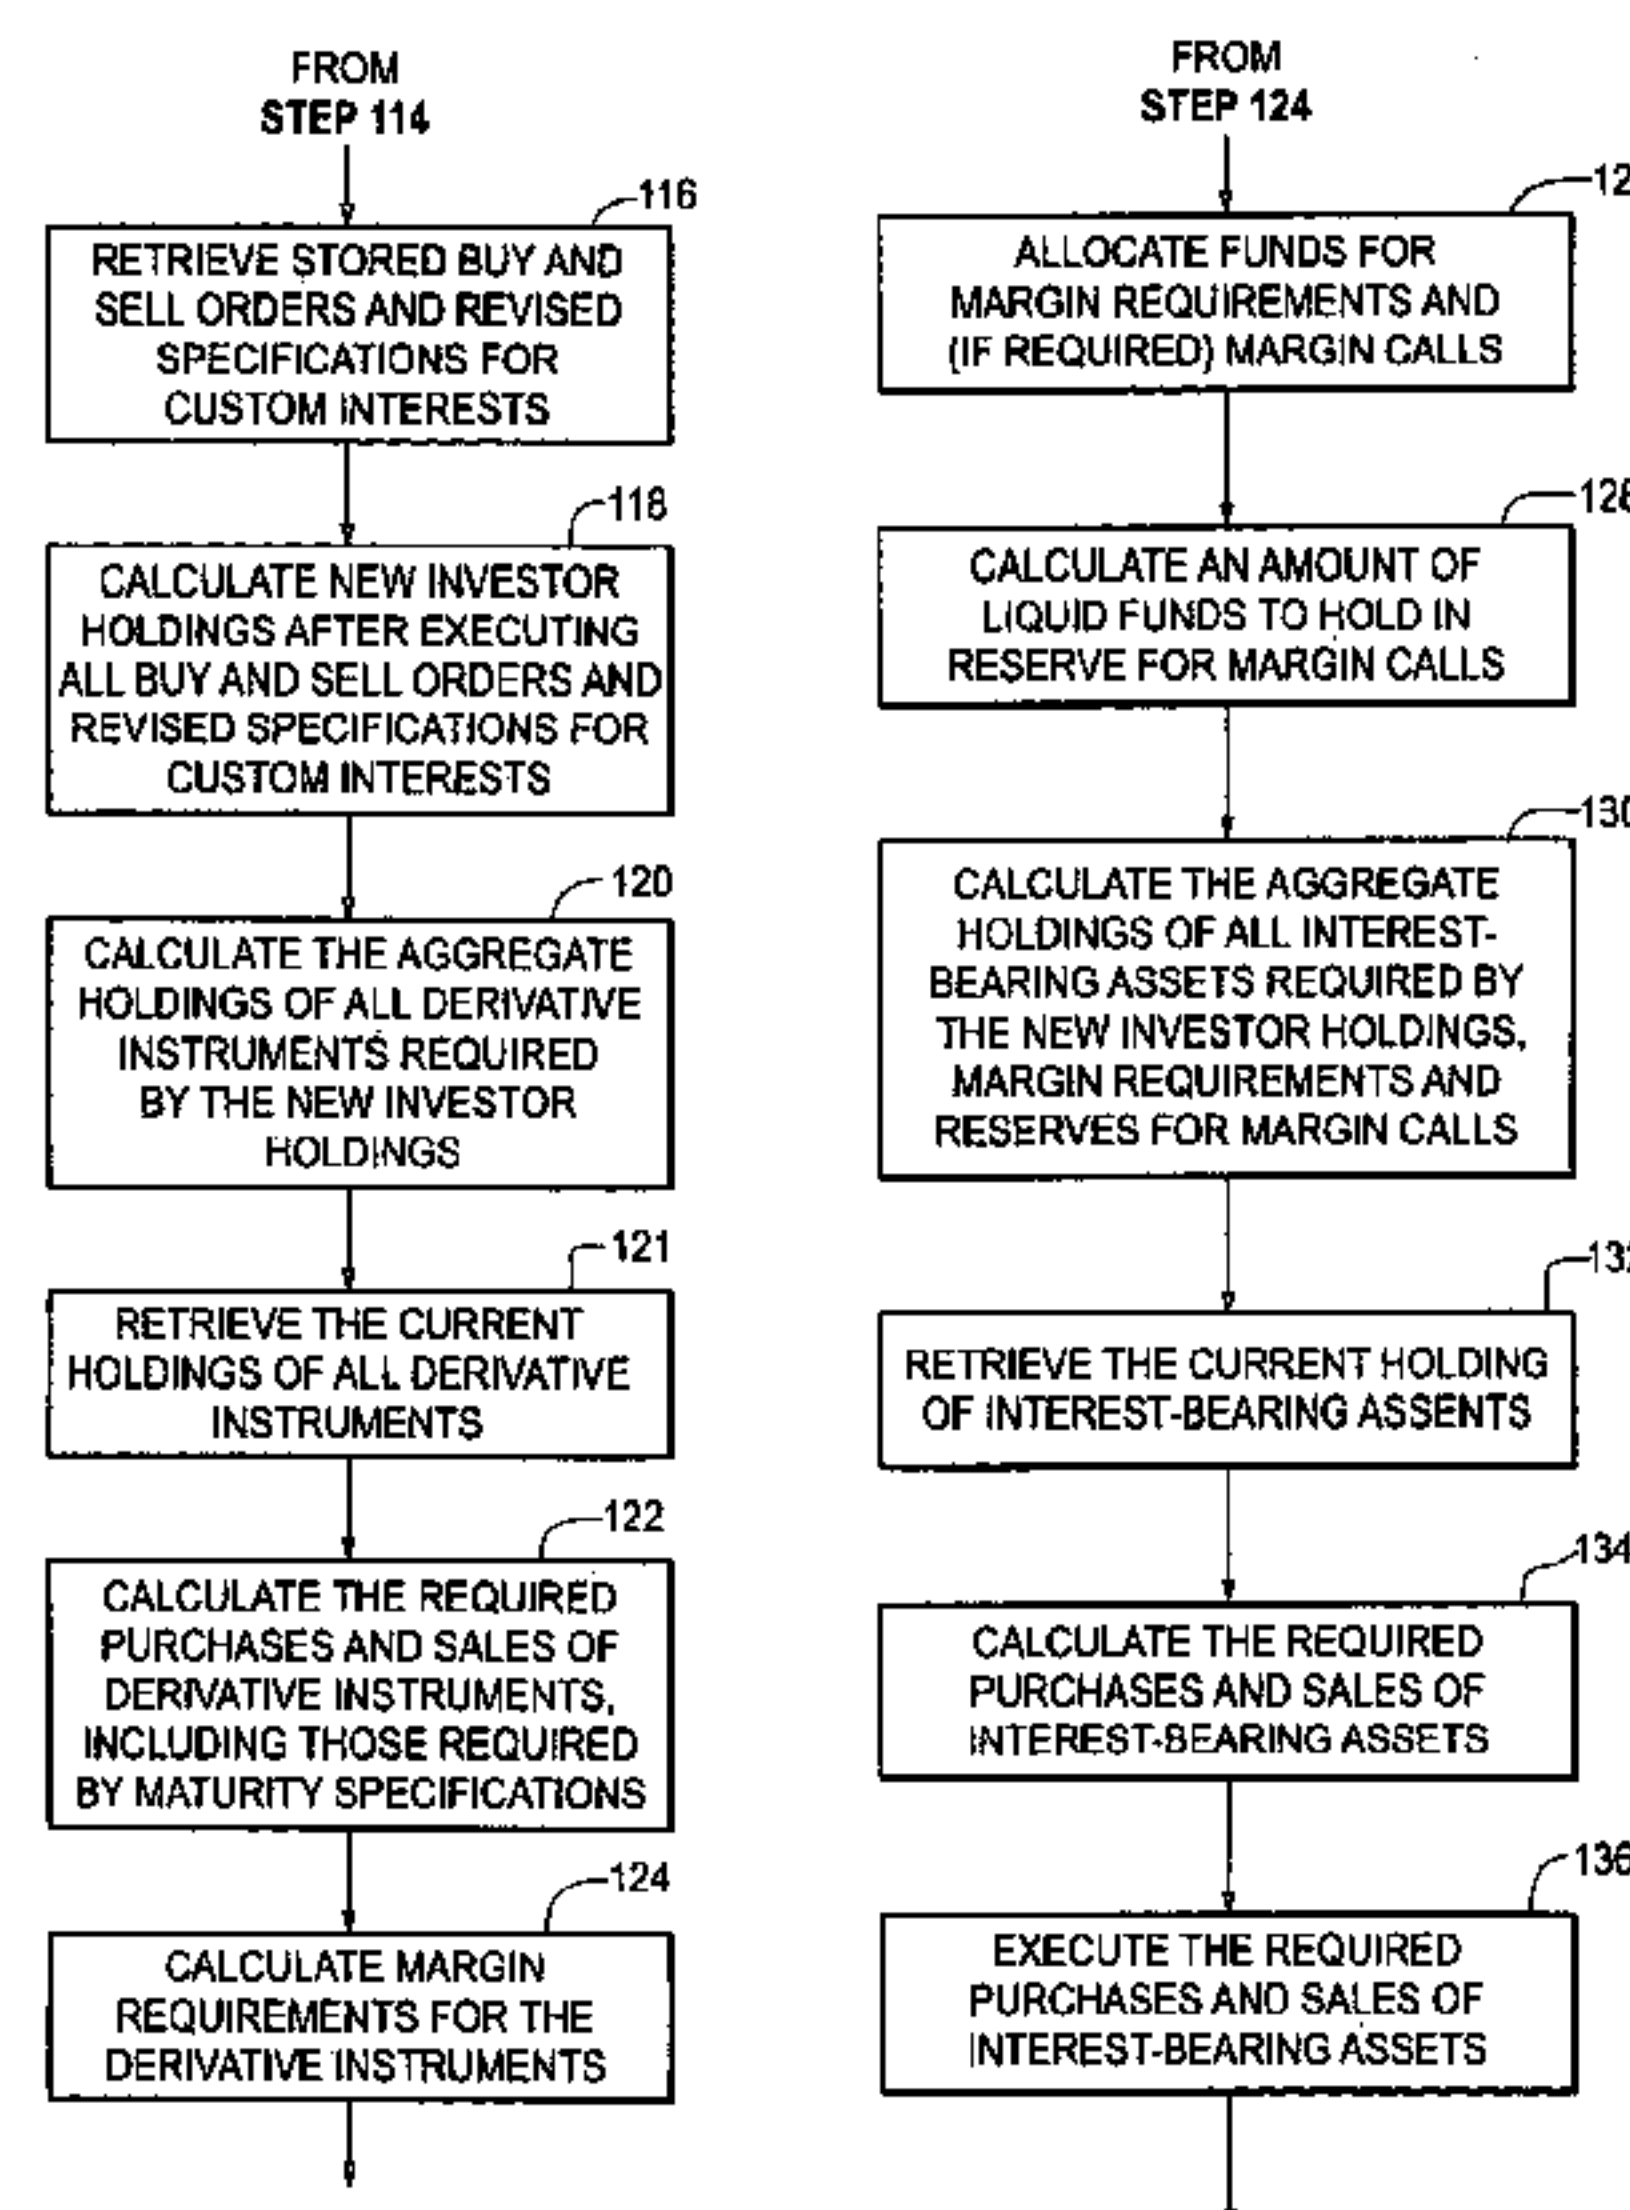 FROM
STEP 114
116
RETRIEVE STORED BUY AND
SELL ORDERS AND REVISED
SPECIFICATIONS FOR
CUSTOM INTERESTS
118
CALCULATE NEW INVESTOR
HOLDINGS AFTER EXECUTING
ALL BUY AND SELL ORDERS AND
REVISED SPECIFICATIONS FOR
CUSTOM INTERESTS
120
CALCULATE THE AGGREGATE
HOLDINGS OF ALL DERIVATIVE
INSTRUMENTS REQUIRED
BY THE NEW INVESTOR
HOLDINGS
121
RETRIEVE THE CURRENT
HOLDINGS OF ALL DERIVATIVE
INSTRUMENTS
122
CALCULATE THE REQUIRED
PURCHASES AND SALES OF
DERIVATIVE INSTRUMENTS,
INCLUDING THOSE REQUIRED
BY MATURITY SPECIFICATIONS
124
CALCULATE MARGIN
REQUIREMENTS FOR THE
DERIVATIVE INSTRUMENTS
FROM
STEP 124
ALLOCATE FUNDS FOR
MARGIN REQUIREMENTS AND
(IF REQUIRED) MARGIN CALLS
CALCULATE AN AMOUNT OF
LIQUID FUNDS TO HOLD IN
RESERVE FOR MARGIN CALLS
130
CALCULATE THE AGGREGATE
HOLDINGS OF ALL INTEREST-
BEARING ASSETS REQUIRED BY
THE NEW INVESTOR HOLDINGS,
MARGIN REQUIREMENTS AND
RESERVES FOR MARGIN CALLS
132
RETRIEVE THE CURRENT HOLDING
OF INTEREST-BEARING ASSENTS
134
CALCULATE THE REQUIRED
PURCHASES AND SALES OF
INTEREST-BEARING ASSETS
136
EXECUTE THE REQUIRED
PURCHASES AND SALES OF
INTEREST-BEARING ASSETS